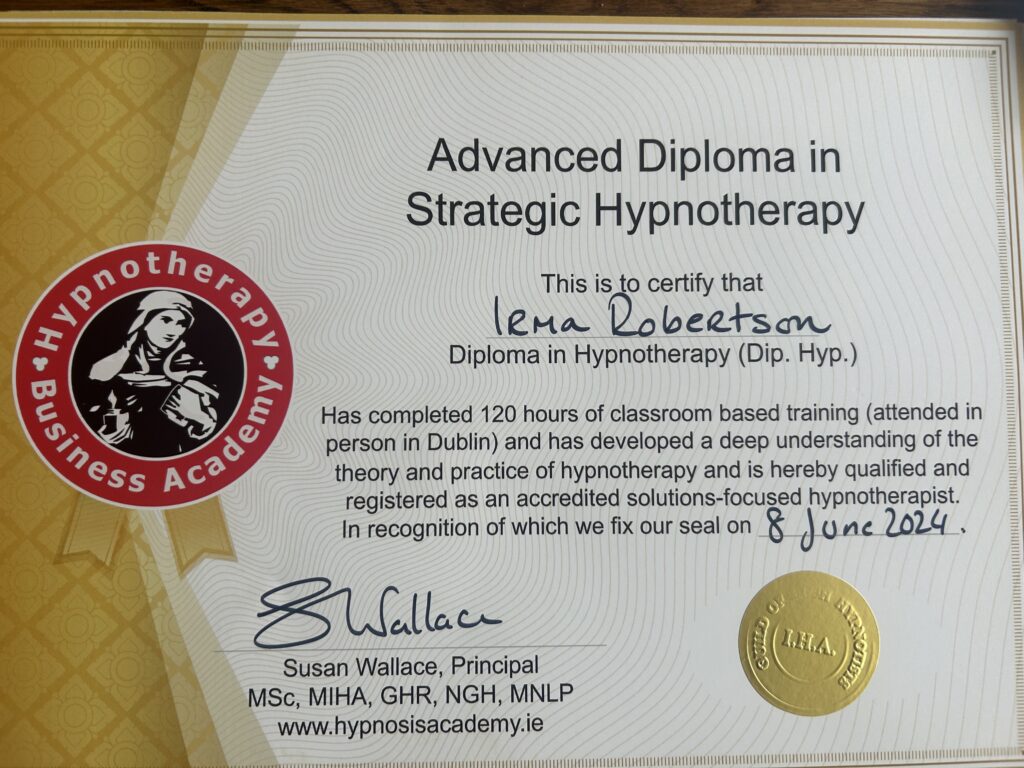 Advanced Diploma in
Strategic Hypnotherapy
This is to certify that
Irma Robertson
Diploma in Hypnotherapy (Dip. Hyp.)
Has completed 120 hours of classroom based training (attended in
person in Dublin) and has developed a deep understanding of the
theory and practice of hypnotherapy and is hereby qualified and
registered as an accredited solutions-focused hypnotherapist.
In recognition of which we fix our seal on 8 June 2024.
Hypnotherapy
Business Academy
S Wallace
Susan Wallace, Principal
MSc, MIHA, GHR, NGH, MNLP
www.hypnosisacademy.ie
GUILD OF IRISH HYPNOTISTS
I.H.A.